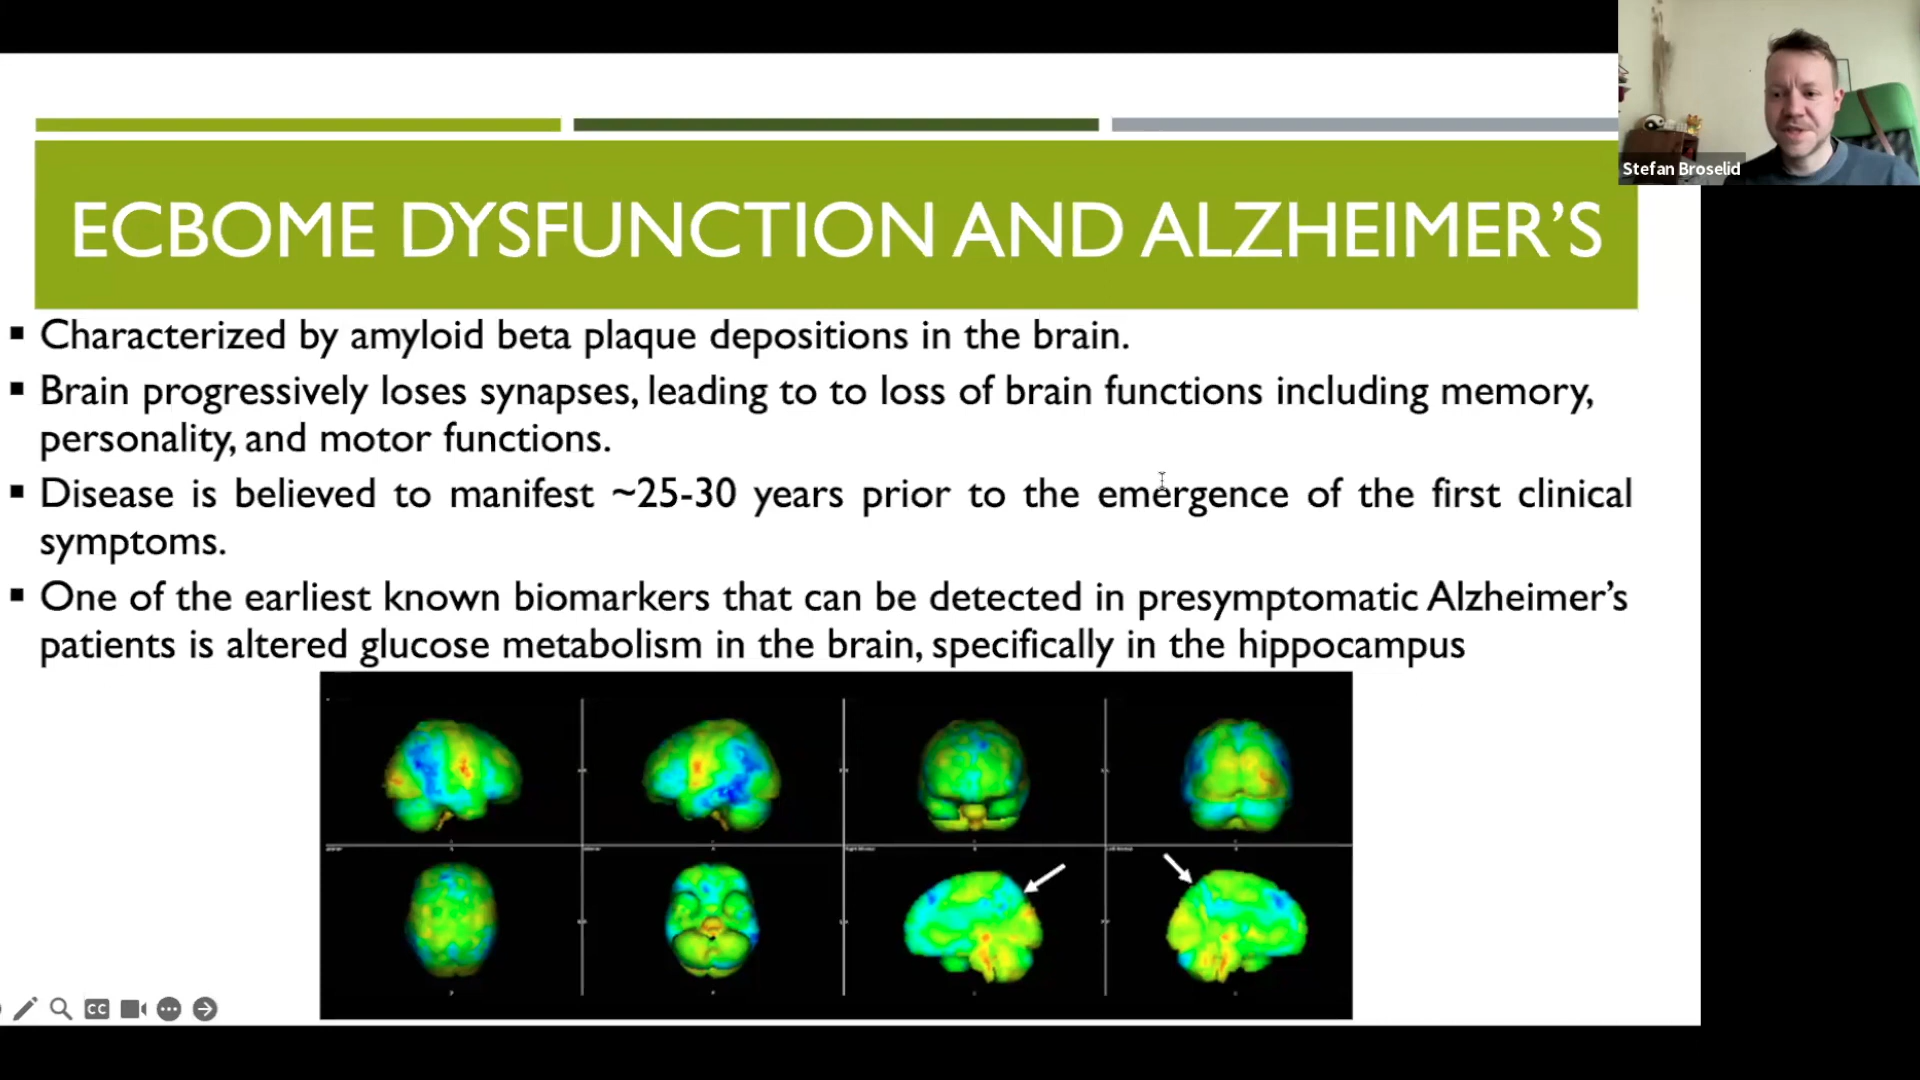 Stefan Broselid
ECBOME DYSFUNCTION AND ALZHEIMER’S
▪ Characterized by amyloid beta plaque depositions in the brain.
▪ Brain progressively loses synapses, leading to to loss of brain functions including memory,
personality, and motor functions.
▪ Disease is believed to manifest ~25-30 years prior to the emergence of the first clinical
symptoms.
▪ One of the earliest known biomarkers that can be detected in presymptomatic Alzheimer’s
patients is altered glucose metabolism in the brain, specifically in the hippocampus
CC